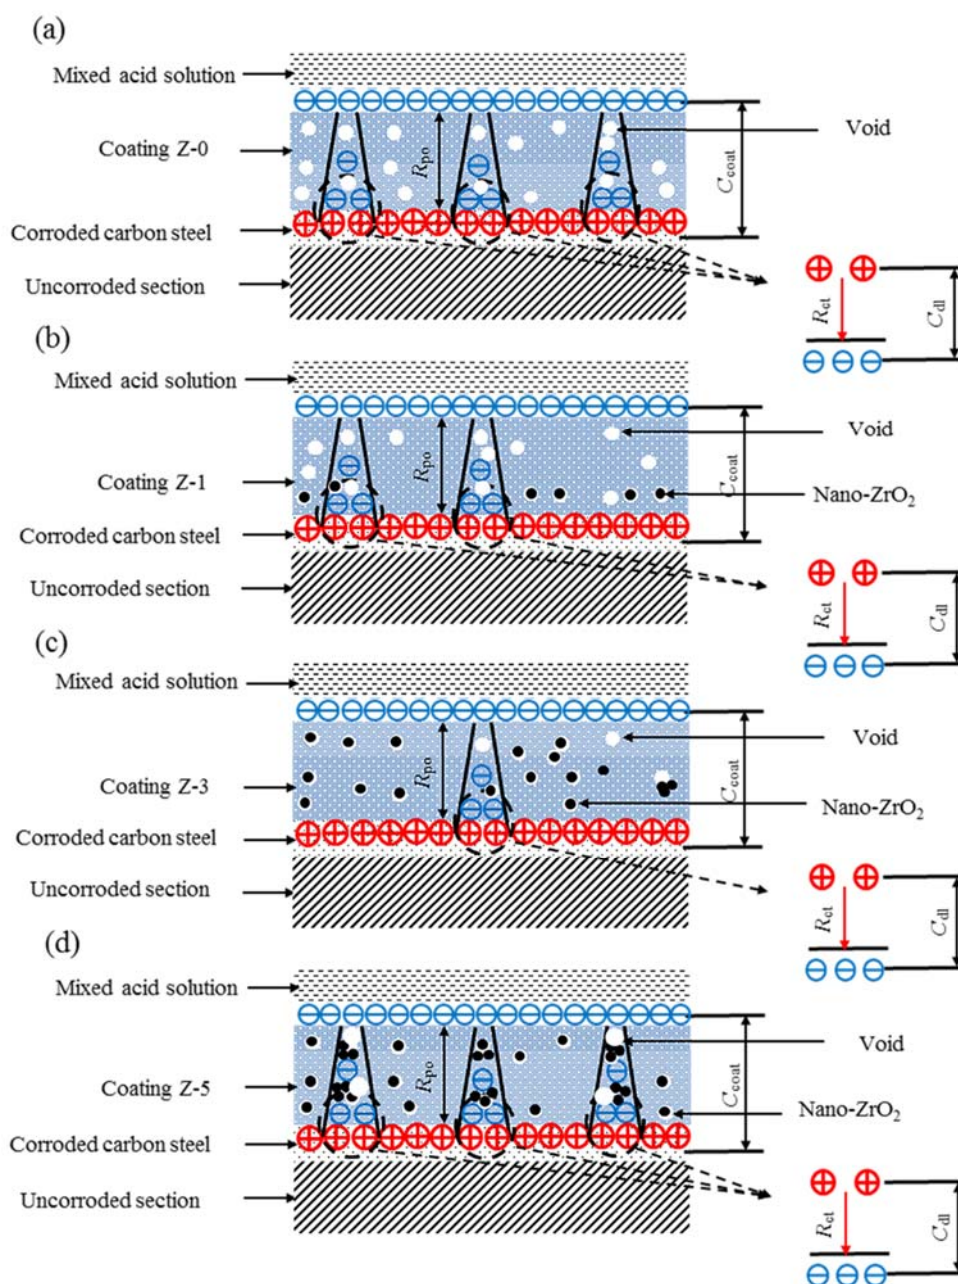 (a)
Mixed acid solution
Coating Z-0
Void
Rpo
Ccoat
Corroded carbon steel
Uncorroded section
Rct
Cdl
(b)
Mixed acid solution
Void
Coating Z-1
Rpo
Ccoat
Nano-ZrO2
Corroded carbon steel
Uncorroded section
Rct
Cdl
(c)
Mixed acid solution
Void
Coating Z-3
Rpo
Ccoat
Nano-ZrO2
Corroded carbon steel
Uncorroded section
Rct
Cdl
(d)
Mixed acid solution
Void
Coating Z-5
Rpo
Ccoat
Nano-ZrO2
Corroded carbon steel
Uncorroded section
Rct
Cdl